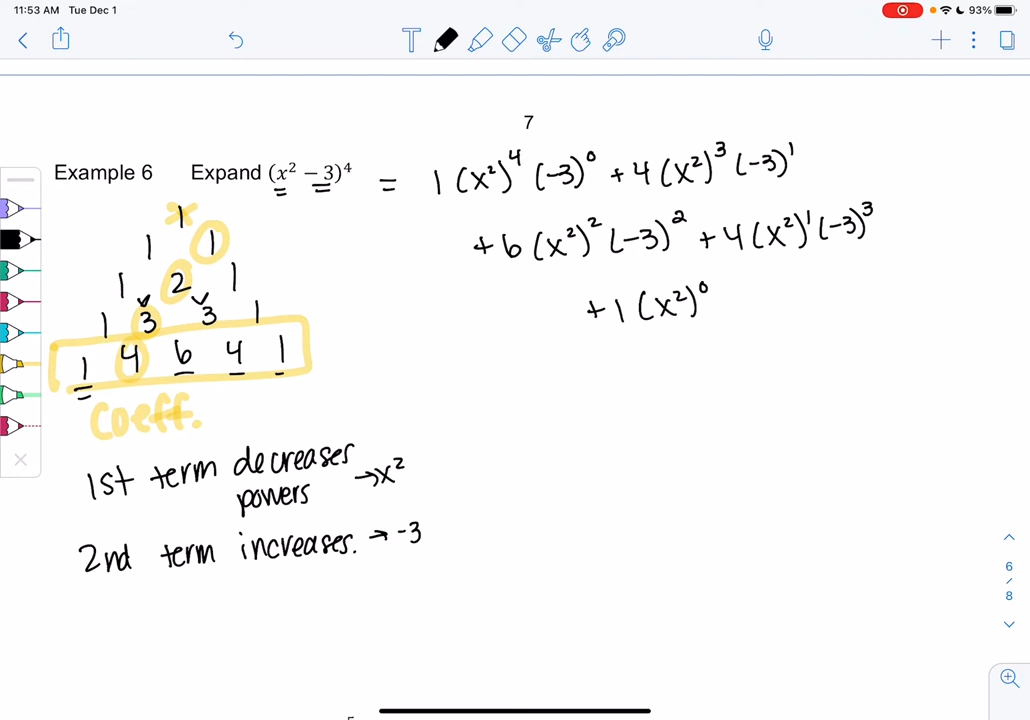 11:53 AM Tue Dec 1 93%
7
Example 6 Expand (x² − 3)⁴ = 1 (x²)⁴ (-3)⁰ + 4 (x²)³ (-3)¹
+ 6 (x²)² (-3)² + 4 (x²)¹ (-3)³
+ 1 (x²)⁰
1
1 1
1 2 1
1 3 3 1
1 4 6 4 1
Coeff.
1st term decreases
powers → x²
2nd term increases. → -3
6
/
8